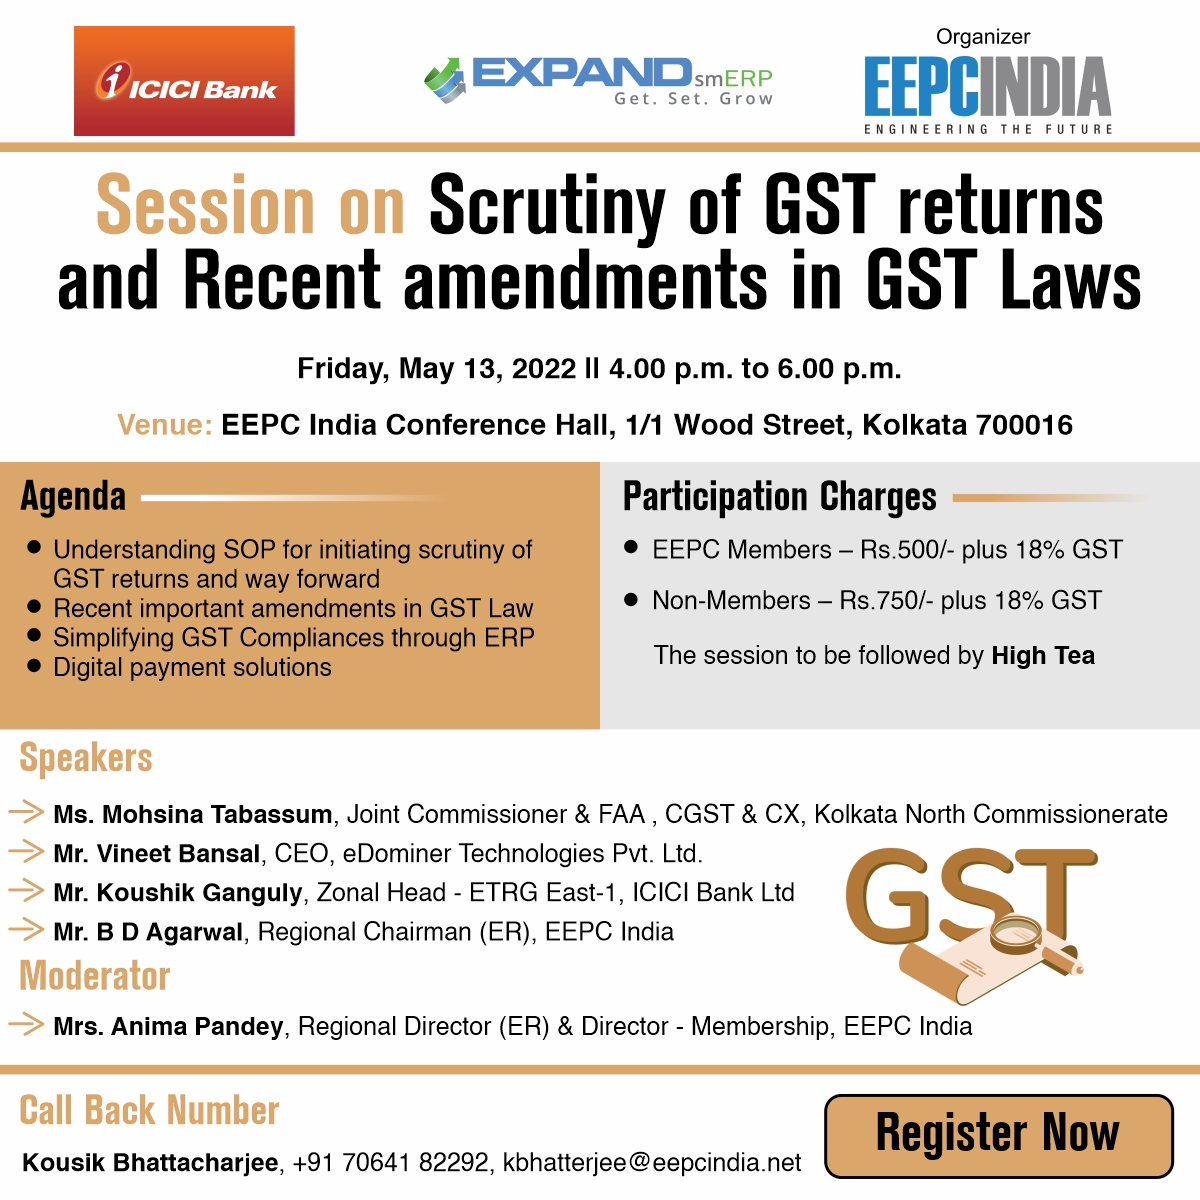 ICICI Bank
EXPAND smERP
Get. Set. Grow
Organizer
EEPCINDIA
ENGINEERING THE FUTURE
Session on Scrutiny of GST returns
and Recent amendments in GST Laws
Friday, May 13, 2022 ll 4.00 p.m. to 6.00 p.m.
Venue: EEPC India Conference Hall, 1/1 Wood Street, Kolkata 700016
Agenda
● Understanding SOP for initiating scrutiny of
GST returns and way forward
● Recent important amendments in GST Law
● Simplifying GST Compliances through ERP
● Digital payment solutions
Participation Charges
● EEPC Members – Rs.500/- plus 18% GST
● Non-Members – Rs.750/- plus 18% GST
The session to be followed by High Tea
Speakers
Ms. Mohsina Tabassum, Joint Commissioner & FAA , CGST & CX, Kolkata North Commissionerate
Mr. Vineet Bansal, CEO, eDominer Technologies Pvt. Ltd.
Mr. Koushik Ganguly, Zonal Head - ETRG East-1, ICICI Bank Ltd
Mr. B D Agarwal, Regional Chairman (ER), EEPC India
GST
Moderator
Mrs. Anima Pandey, Regional Director (ER) & Director - Membership, EEPC India
Call Back Number
Kousik Bhattacharjee, +91 70641 82292, kbhatterjee@eepcindia.net
Register Now